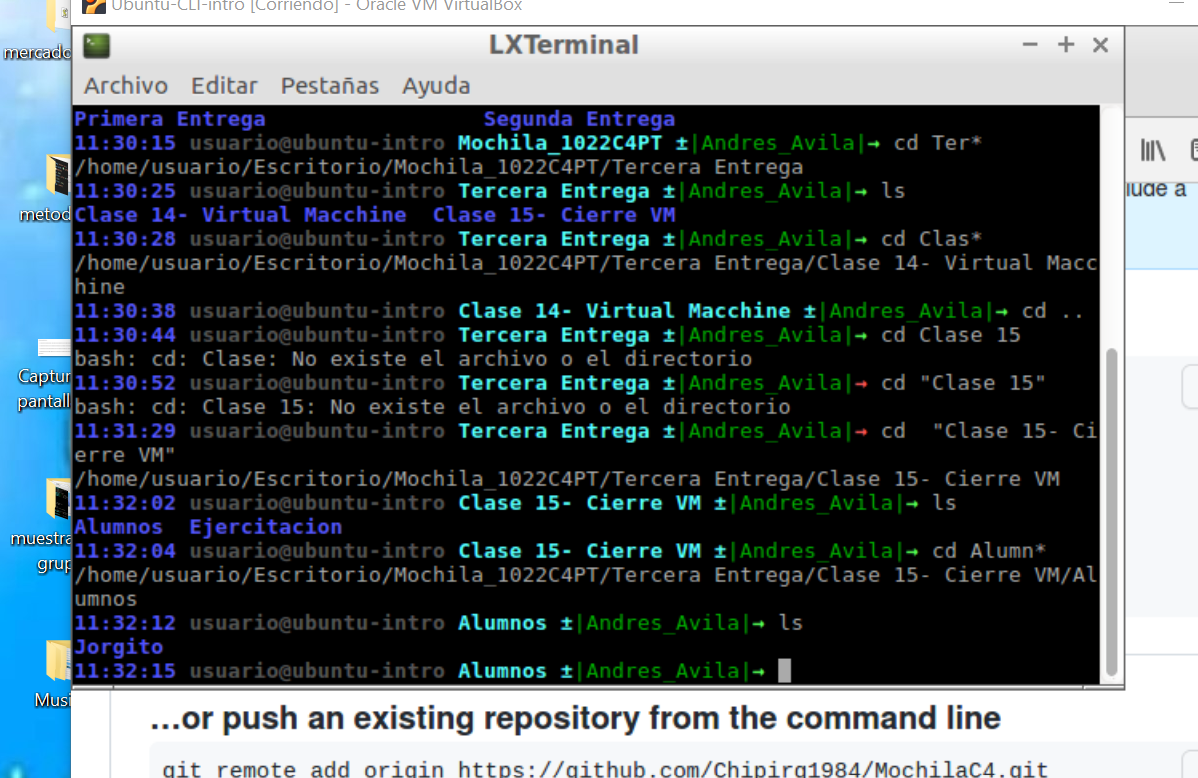 Ubuntu-CLI-intro [Corriendo] - Oracle VM VirtualBox
mercado
LXTerminal
Archivo Editar Pestañas Ayuda
Primera Entrega Segunda Entrega
11:30:15 usuario@ubuntu-intro Mochila_1022C4PT ±|Andres_Avila|→ cd Ter*
/home/usuario/Escritorio/Mochila_1022C4PT/Tercera Entrega
11:30:25 usuario@ubuntu-intro Tercera Entrega ±|Andres_Avila|→ ls
Clase 14- Virtual Macchine Clase 15- Cierre VM
11:30:28 usuario@ubuntu-intro Tercera Entrega ±|Andres_Avila|→ cd Clas*
/home/usuario/Escritorio/Mochila_1022C4PT/Tercera Entrega/Clase 14- Virtual Macc
hine
11:30:38 usuario@ubuntu-intro Clase 14- Virtual Macchine ±|Andres_Avila|→ cd ..
11:30:44 usuario@ubuntu-intro Tercera Entrega ±|Andres_Avila|→ cd Clase 15
bash: cd: Clase: No existe el archivo o el directorio
11:30:52 usuario@ubuntu-intro Tercera Entrega ±|Andres_Avila|→ cd "Clase 15"
bash: cd: Clase 15: No existe el archivo o el directorio
11:31:29 usuario@ubuntu-intro Tercera Entrega ±|Andres_Avila|→ cd  "Clase 15- Ci
erre VM"
/home/usuario/Escritorio/Mochila_1022C4PT/Tercera Entrega/Clase 15- Cierre VM
11:32:02 usuario@ubuntu-intro Clase 15- Cierre VM ±|Andres_Avila|→ ls
Alumnos Ejercitacion
11:32:04 usuario@ubuntu-intro Clase 15- Cierre VM ±|Andres_Avila|→ cd Alumn*
/home/usuario/Escritorio/Mochila_1022C4PT/Tercera Entrega/Clase 15- Cierre VM/Al
umnos
11:32:12 usuario@ubuntu-intro Alumnos ±|Andres_Avila|→ ls
Jorgito
11:32:15 usuario@ubuntu-intro Alumnos ±|Andres_Avila|→
metod
Captur
pantall
muestra
grup
Musi
lude a
...or push an existing repository from the command line
git remote add origin https://github.com/Chipirg1984/MochilaC4.git